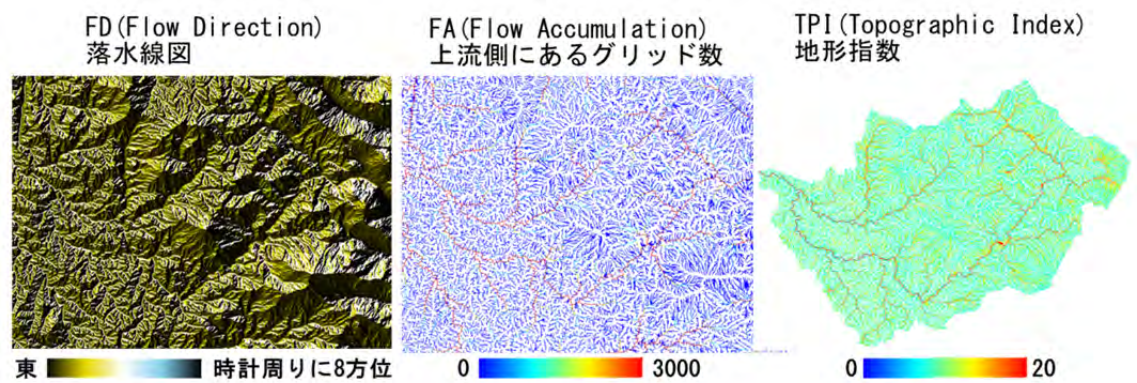 FD(Flow Direction)
落水線図
FA(Flow Accumulation)
上流側にあるグリッド数
TPI(Topographic Index)
地形指数
東 時計周りに8方位
0 3000
0 20